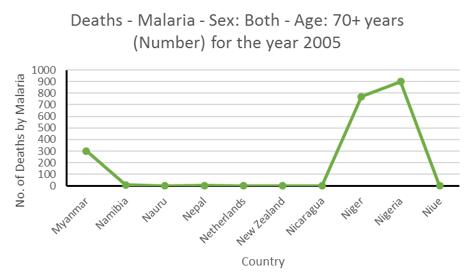 Deaths - Malaria - Sex: Both - Age: 70+ years
(Number) for the year 2005
No. of Deaths by Malaria
1000
900
800
700
600
500
400
300
200
100
0
Myanmar
Namibia
Nauru
Nepal
Netherlands
New Zealand
Nicaragua
Niger
Nigeria
Niue
Country